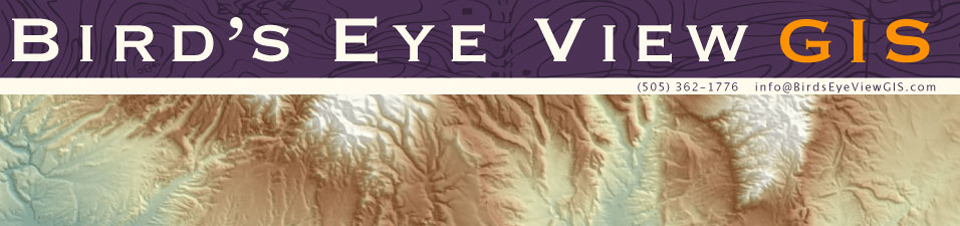 BIRD'S EYE VIEW GIS
(505) 362-1776 info@BirdsEyeViewGIS.com